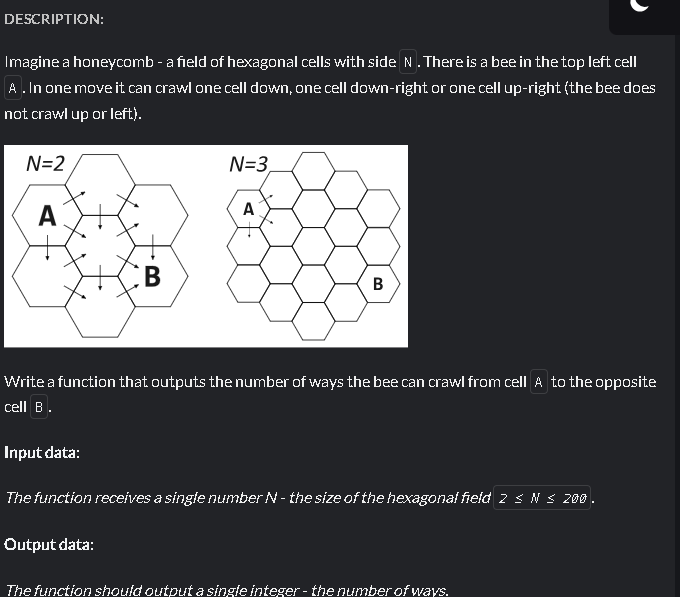 DESCRIPTION:
Imagine a honeycomb - a field of hexagonal cells with side N . There is a bee in the top left cell
A . In one move it can crawl one cell down, one cell down-right or one cell up-right (the bee does
not crawl up or left).
N=2 N=3
A A
B B
Write a function that outputs the number of ways the bee can crawl from cell A to the opposite
cell B .
Input data:
The function receives a single number N - the size of the hexagonal field 2 ≤ N ≤ 200 .
Output data:
The function should output a single integer - the number of ways.